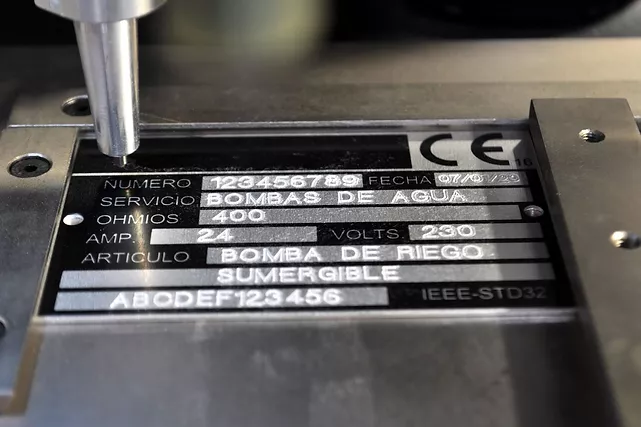 CE 16
NUMERO 123456789 FECHA
SERVICIO BOMBAS DE AGUA
OHMIOS 400
AMP. 24 VOLTS. 230
ARTICULO BOMBA DE RIEGO
SUMERGIBLE
ABODEF123456 IEEE-STD32